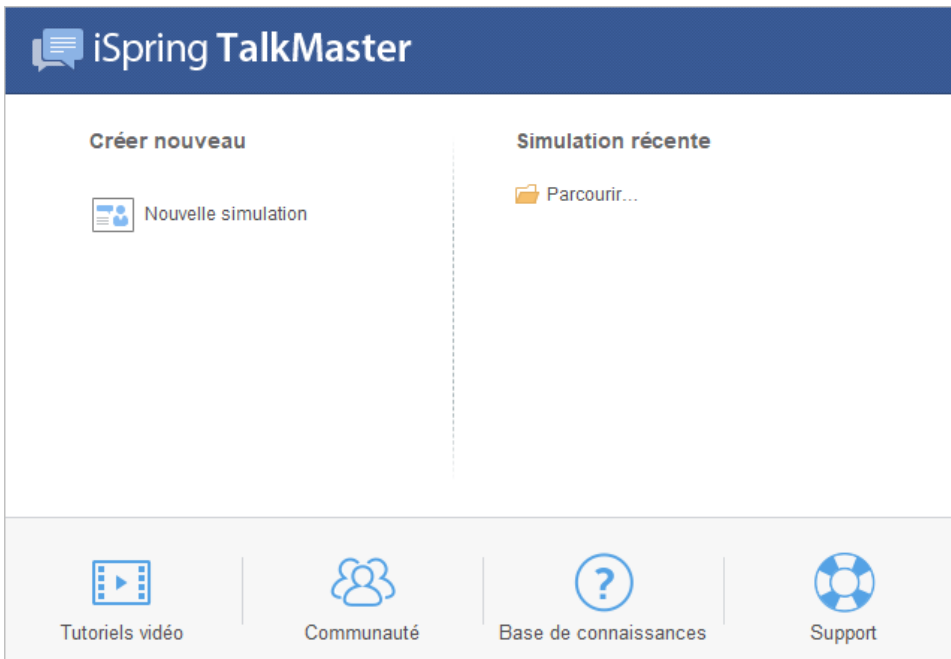 iSpring TalkMaster
Créer nouveau
Nouvelle simulation
Simulation récente
Parcourir...
Tutoriels vidéo
Communauté
Base de connaissances
Support